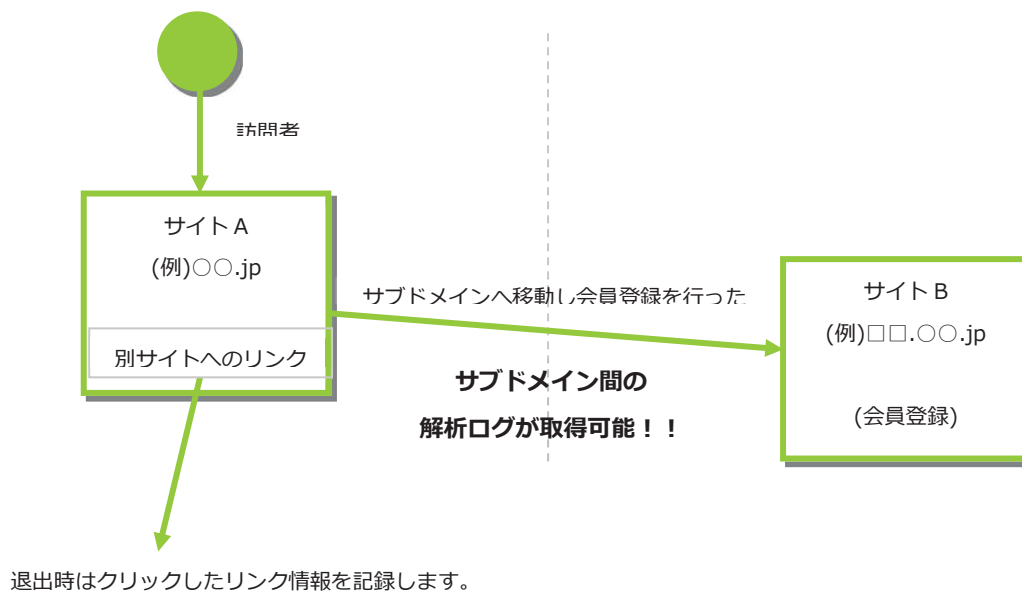 訪問者
サイト A
(例)○○.jp
別サイトへのリンク
サブドメインへ移動し会員登録を行った
サブドメイン間の
解析ログが取得可能！！
サイト B
(例)□□.○○.jp
(会員登録)
退出時はクリックしたリンク情報を記録します。